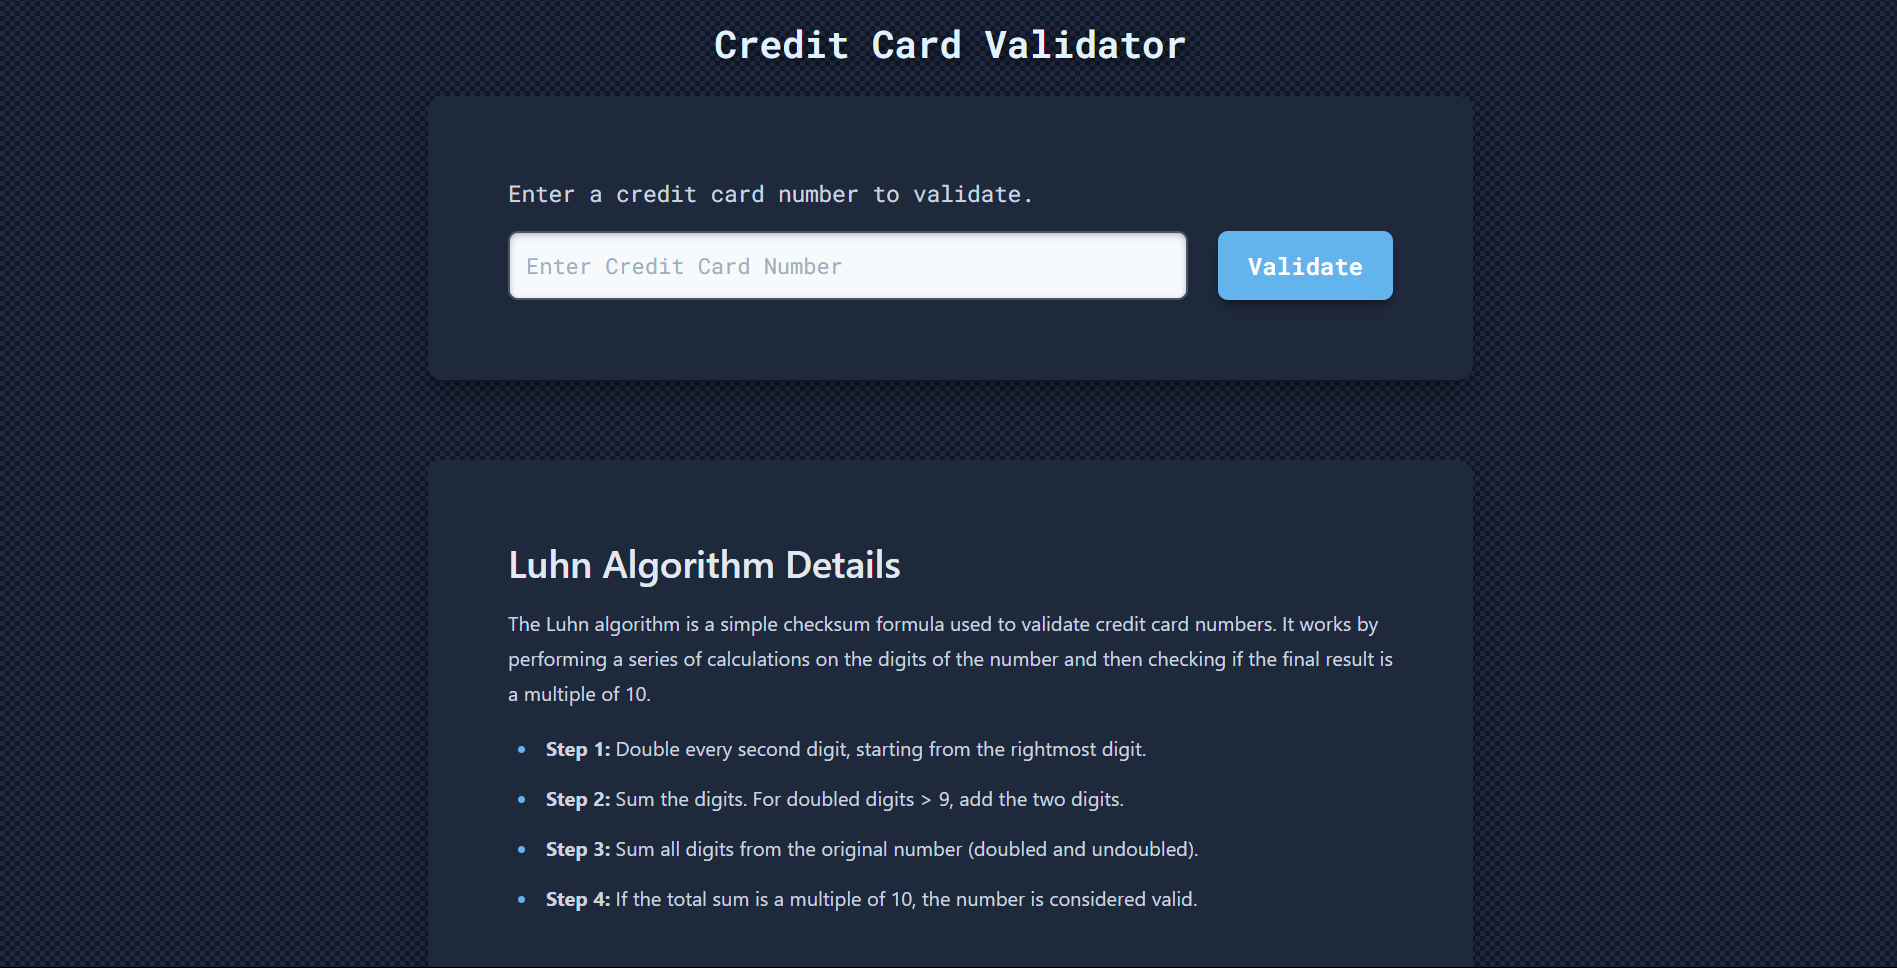 Credit Card Validator
Enter a credit card number to validate.
Enter Credit Card Number
Validate
Luhn Algorithm Details
The Luhn algorithm is a simple checksum formula used to validate credit card numbers. It works by
performing a series of calculations on the digits of the number and then checking if the final result is
a multiple of 10.
Step 1: Double every second digit, starting from the rightmost digit.
Step 2: Sum the digits. For doubled digits > 9, add the two digits.
Step 3: Sum all digits from the original number (doubled and undoubled).
Step 4: If the total sum is a multiple of 10, the number is considered valid.